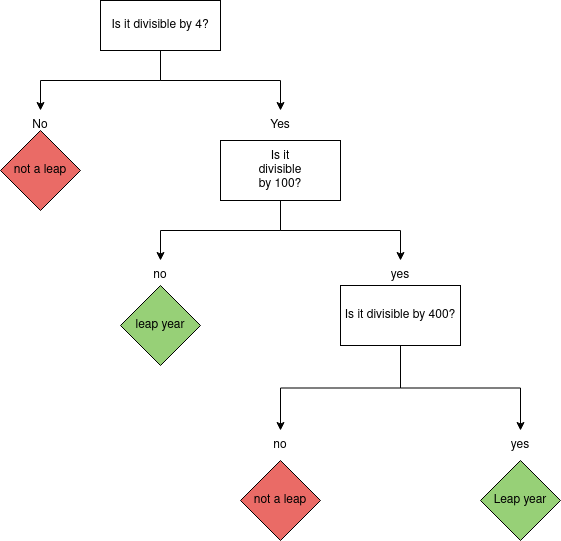 Is it divisible by 4?
No
Yes
not a leap
Is it
divisible
by 100?
no
yes
leap year
Is it divisible by 400?
no
yes
not a leap
Leap year